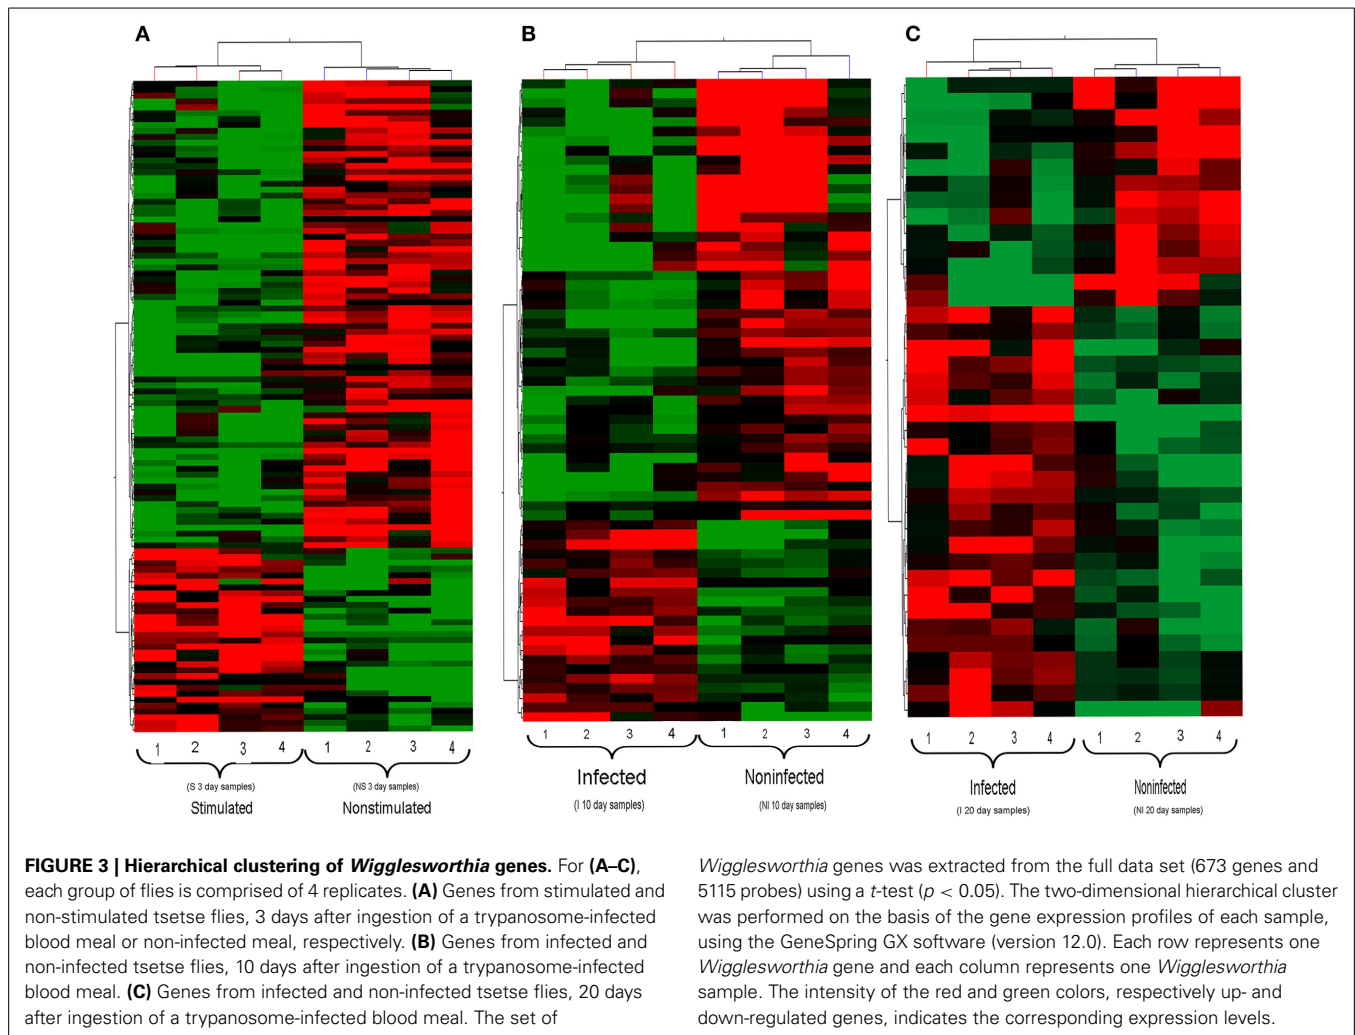 A
B
C
1 2 3 4 1 2 3 4
(S 3 day samples) (NS 3 day samples)
Stimulated Nonstimulated
1 2 3 4 1 2 3 4
Infected Noninfected
(I 10 day samples) (NI 10 day samples)
1 2 3 4 1 2 3 4
Infected Noninfected
(I 20 day samples) (NI 20 day samples)
FIGURE 3 | Hierarchical clustering of Wigglesworthia genes. For (A–C),
each group of flies is comprised of 4 replicates. (A) Genes from stimulated and
non-stimulated tsetse flies, 3 days after ingestion of a trypanosome-infected
blood meal or non-infected meal, respectively. (B) Genes from infected and
non-infected tsetse flies, 10 days after ingestion of a trypanosome-infected
blood meal. (C) Genes from infected and non-infected tsetse flies, 20 days
after ingestion of a trypanosome-infected blood meal. The set of
Wigglesworthia genes was extracted from the full data set (673 genes and
5115 probes) using a t-test (p < 0.05). The two-dimensional hierarchical cluster
was performed on the basis of the gene expression profiles of each sample,
using the GeneSpring GX software (version 12.0). Each row represents one
Wigglesworthia gene and each column represents one Wigglesworthia
sample. The intensity of the red and green colors, respectively up- and
down-regulated genes, indicates the corresponding expression levels.